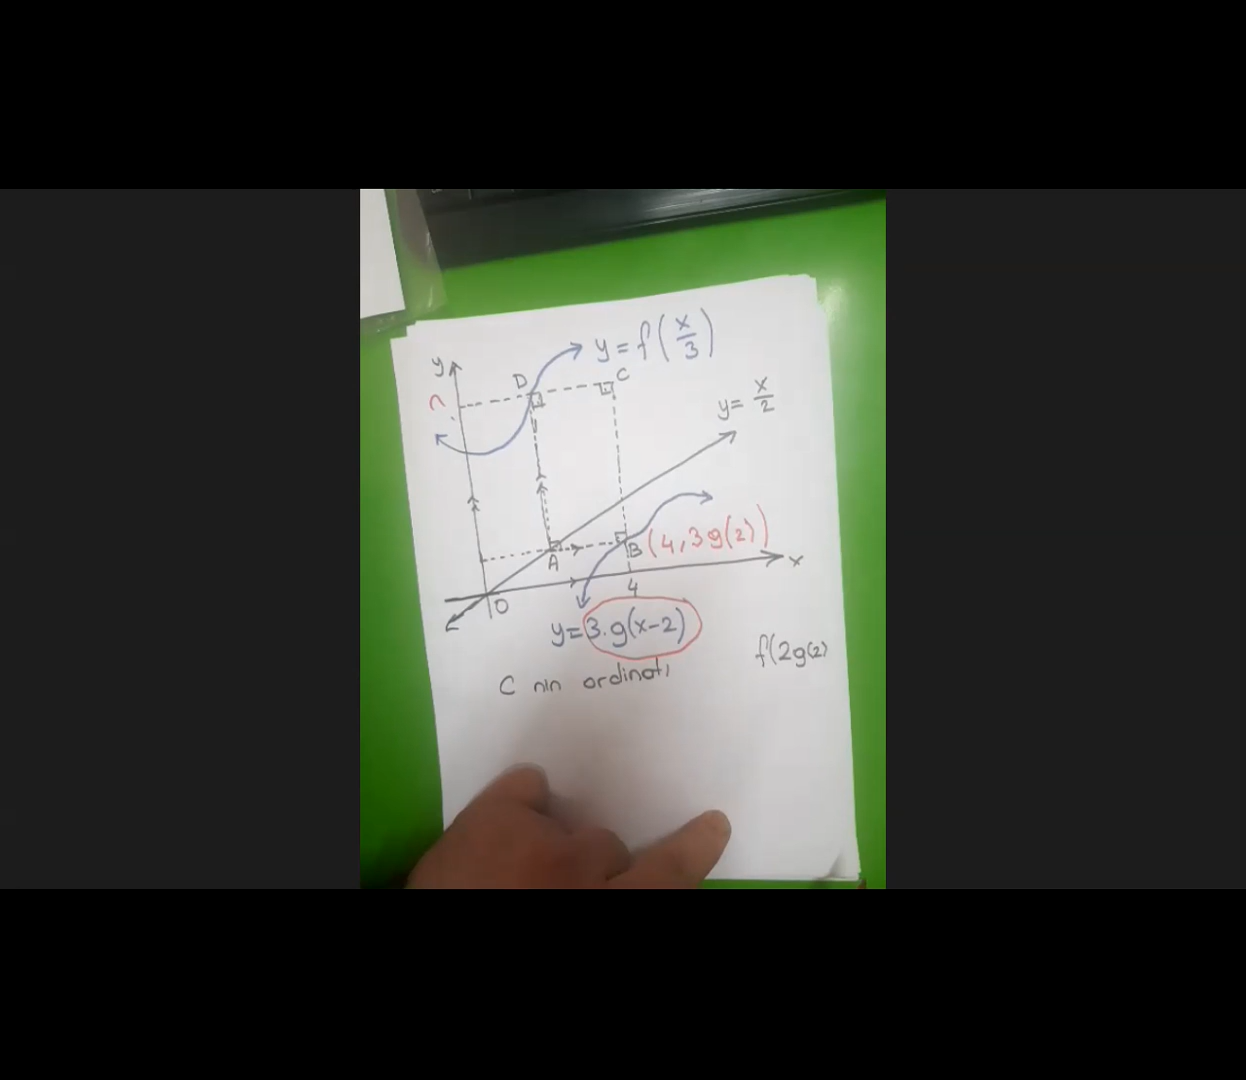 y = f(x/3)
y
D
C
y = x/2
A
B (4, 3g(2))
x
O
4
y = 3.g(x-2)
f(2g(2)
C nin ordinatı